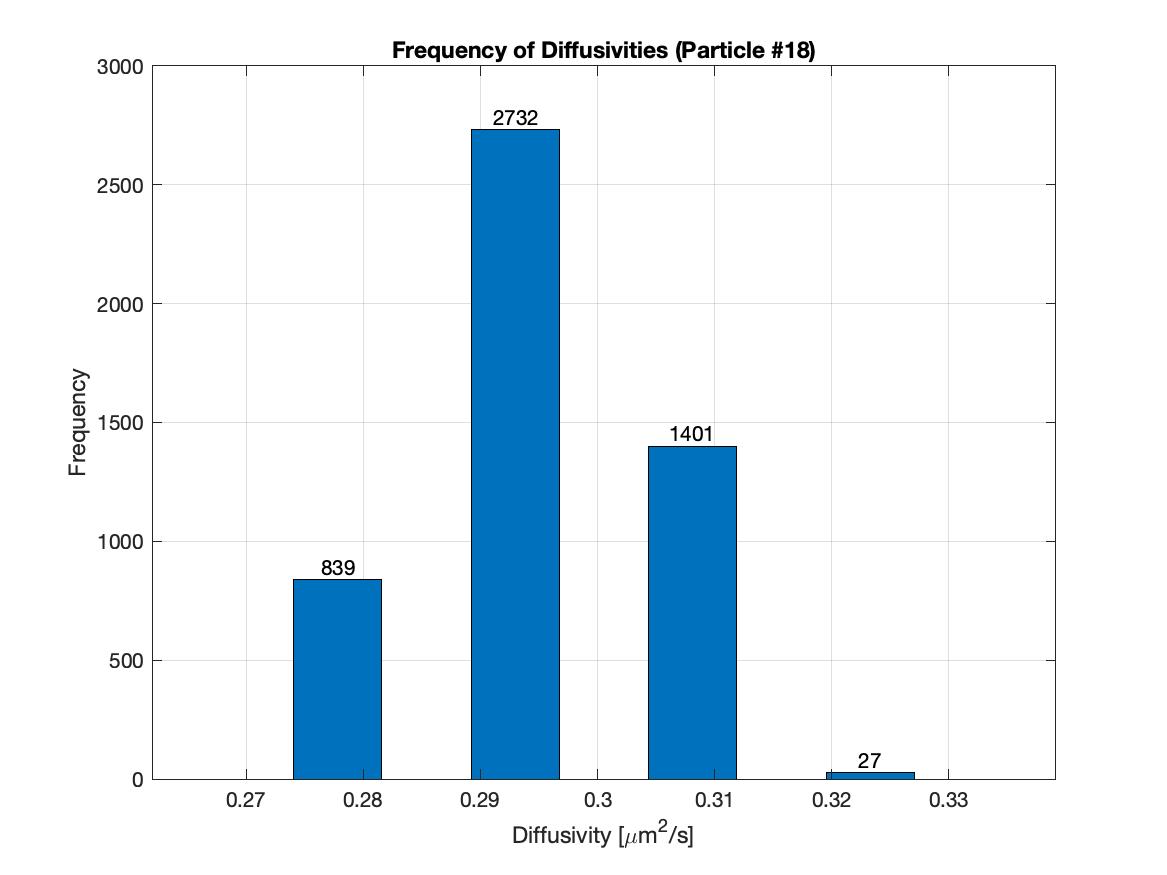 Frequency of Diffusivities (Particle #18)
3000
2500
2000
1500
1000
500
0
Frequency
2732
1401
839
27
0.27 0.28 0.29 0.3 0.31 0.32 0.33
Diffusivity [μm²/s]